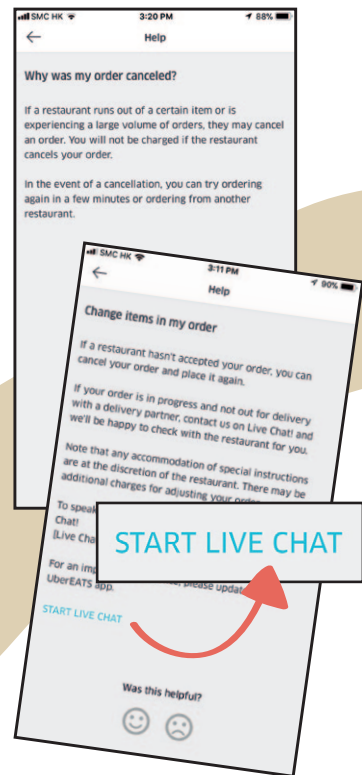 SMC HK 3:20 PM 88%
Help
Why was my order canceled?
If a restaurant runs out of a certain item or is
experiencing a large volume of orders, they may cancel
an order. You will not be charged if the restaurant
cancels your order.
In the event of a cancellation, you can try ordering
again in a few minutes or ordering from another
restaurant.
SMC HK 3:11 PM 90%
Help
Change items in my order
If a restaurant hasn't accepted your order, you can
cancel your order and place it again.
If your order is in progress and not out for delivery
with a delivery partner, contact us on Live Chat! and
we'll be happy to check with the restaurant for you.
Note that any accommodation of special instructions
are at the discretion of the restaurant. There may be
additional charges for adjusting your
To
Chat!
[Live
For an please
UberEATS app.
START LIVE CHAT
START LIVE CHAT
Was this helpful?